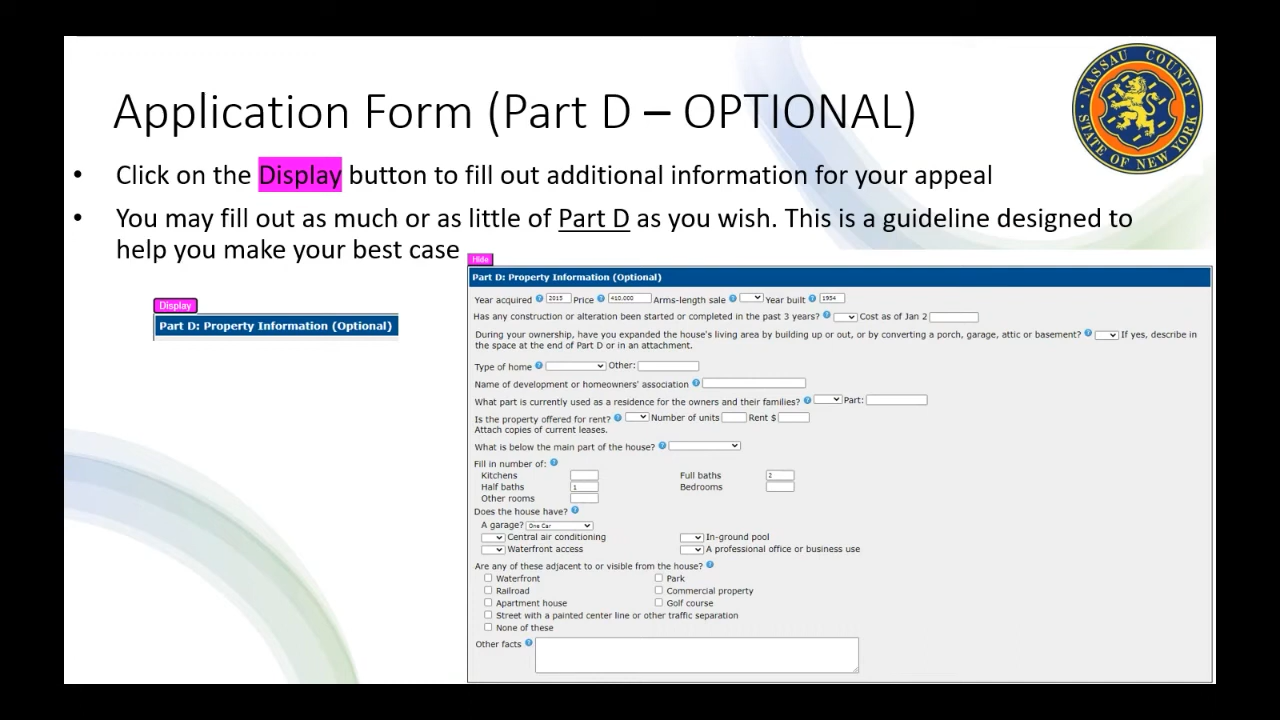 Application Form (Part D – OPTIONAL)
NASSAU COUNTY
STATE OF NEW YORK
• Click on the Display button to fill out additional information for your appeal
• You may fill out as much or as little of Part D as you wish. This is a guideline designed to
help you make your best case
Display
Part D: Property Information (Optional)
Hide
Part D: Property Information (Optional)
Year acquired ? 2015 Price ? 410,000 Arms-length sale ? Year built ? 1954
Has any construction or alteration been started or completed in the past 3 years? ? Cost as of Jan 2
During your ownership, have you expanded the house's living area by building up or out, or by converting a porch, garage, attic or basement? ? If yes, describe in
the space at the end of Part D or in an attachment.
Type of home ? Other:
Name of development or homeowners' association ?
What part is currently used as a residence for the owners and their families? ? Part:
Is the property offered for rent? ? Number of units Rent $
Attach copies of current leases.
What is below the main part of the house? ?
Fill in number of: ?
Kitchens Full baths 2
Half baths 1 Bedrooms
Other rooms
Does the house have? ?
A garage? One Car
Central air conditioning In-ground pool
Waterfront access A professional office or business use
Are any of these adjacent to or visible from the house? ?
Waterfront Park
Railroad Commercial property
Apartment house Golf course
Street with a painted center line or other traffic separation
None of these
Other facts ?